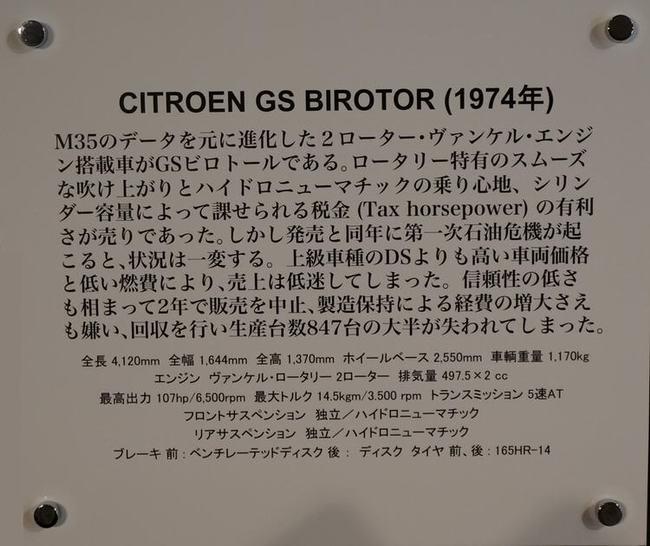 CITROEN GS BIROTOR (1974年)
M35のデータを元に進化した２ローター・ヴァンケル・エンジ
ン搭載車がGSビロトールである。ロータリー特有のスムーズ
な吹け上がりとハイドロニューマチックの乗り心地、シリン
ダー容量によって課せられる税金 (Tax horsepower) の有利
さが売りであった。しかし発売と同年に第一次石油危機が起
こると、状況は一変する。上級車種のDSよりも高い車両価格
と低い燃費により、売上は低迷してしまった。信頼性の低さ
も相まって2年で販売を中止、製造保持による経費の増大さえ
も嫌い、回収を行い生産台数847台の大半が失われてしまった。
全長 4,120mm 全幅 1,644mm 全高 1,370mm ホイールベース 2,550mm 車輌重量 1,170kg
エンジン ヴァンケル・ロータリー 2ローター 排気量 497.5×2 cc
最高出力 107hp/6,500rpm 最大トルク 14.5kgm/3.500 rpm トランスミッション 5速AT
フロントサスペンション 独立／ハイドロニューマチック
リアサスペンション 独立／ハイドロニューマチック
ブレーキ 前：ベンチレーテッドディスク 後： ディスク タイヤ 前、後：165HR-14